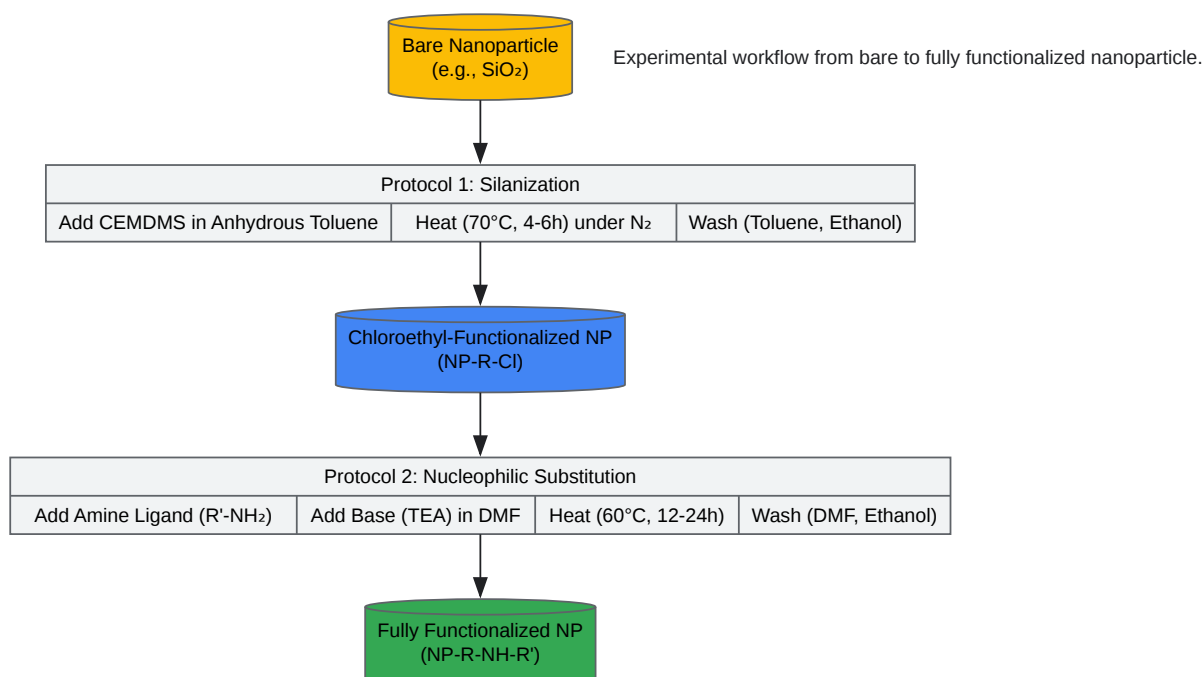 Bare Nanoparticle
(e.g., SiO₂)
Experimental workflow from bare to fully functionalized nanoparticle.
Protocol 1: Silanization
Add CEMDMS in Anhydrous Toluene
Heat (70°C, 4-6h) under N₂
Wash (Toluene, Ethanol)
Chloroethyl-Functionalized NP
(NP-R-Cl)
Protocol 2: Nucleophilic Substitution
Add Amine Ligand (R'-NH₂)
Add Base (TEA) in DMF
Heat (60°C, 12-24h)
Wash (DMF, Ethanol)
Fully Functionalized NP
(NP-R-NH-R')